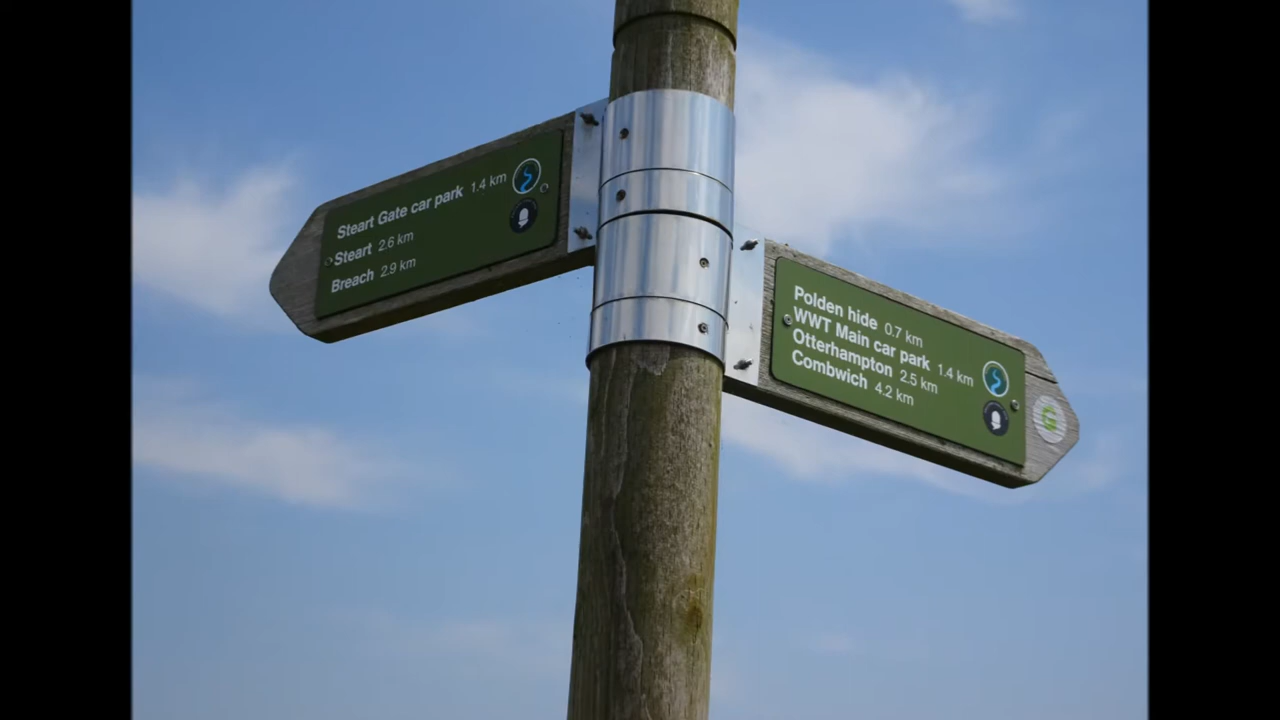 Steart Gate car park 1.4 km
Steart 2.6 km
Breach 2.9 km
Polden hide 0.7 km
WWT Main car park 1.4 km
Otterhampton 2.5 km
Combwich 4.2 km